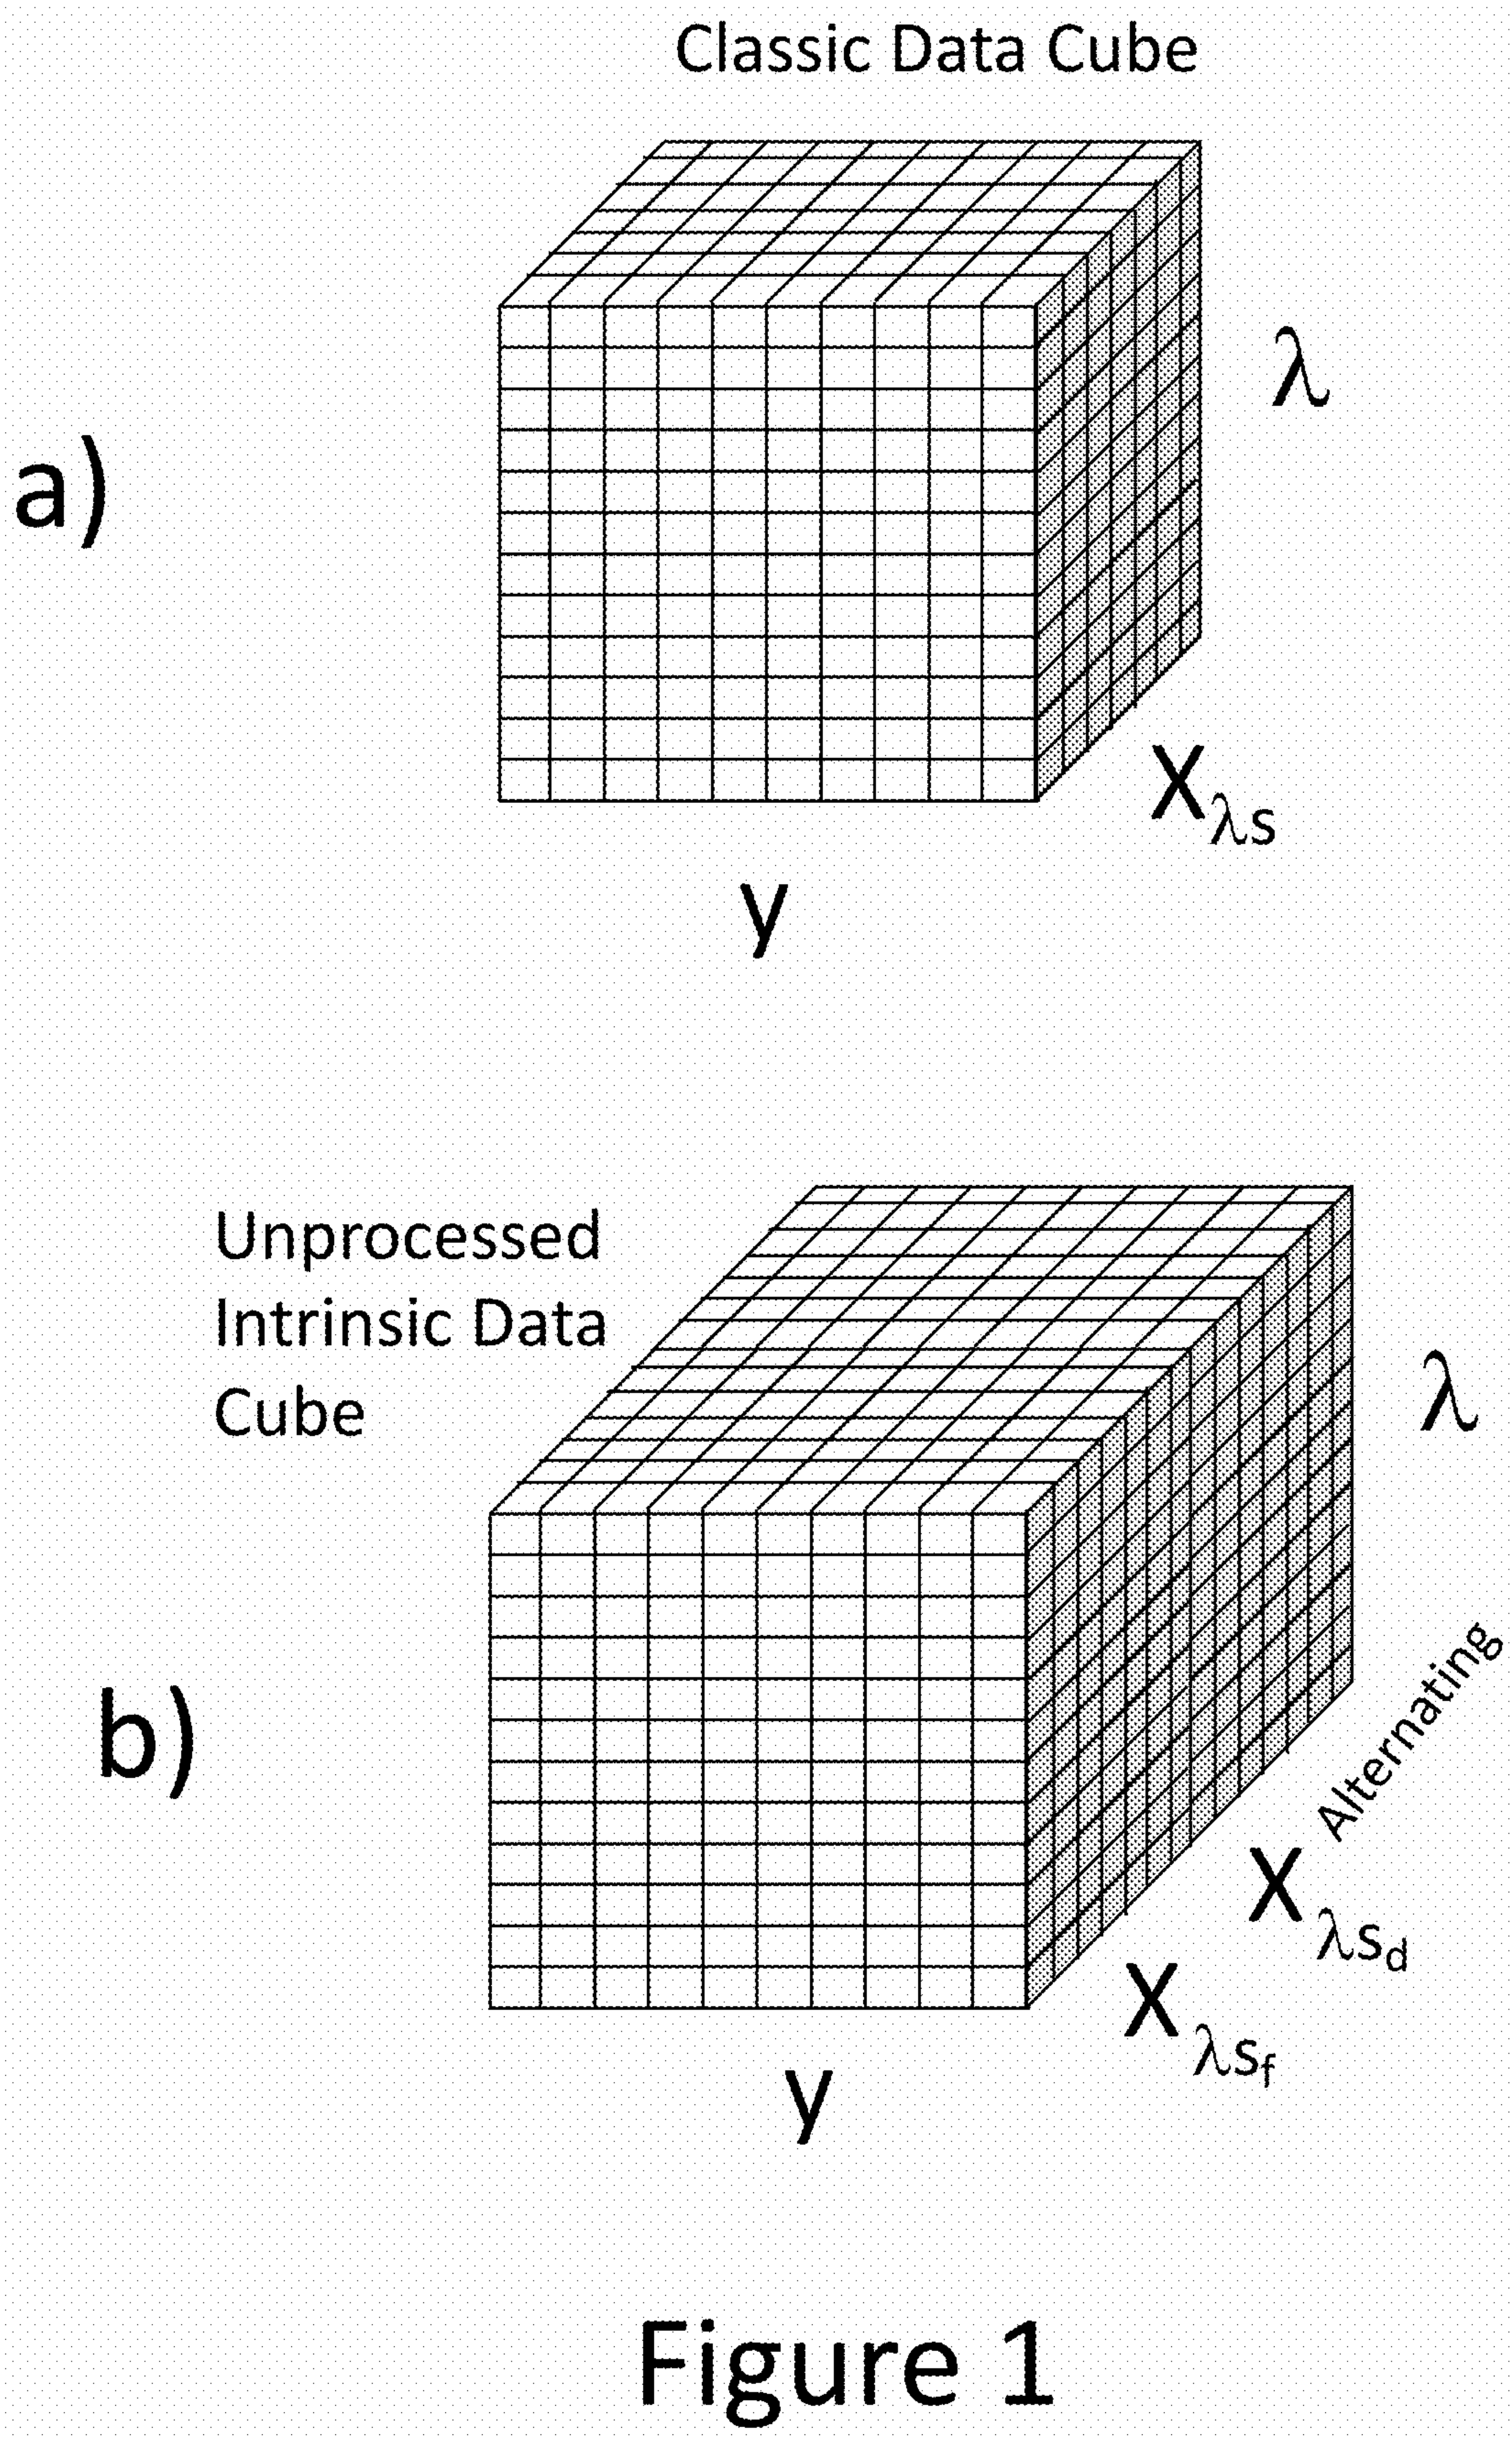 Classic Data Cube
λ
a)
Xλs
y
Unprocessed
Intrinsic Data
Cube
λ
b)
Alternating
Xλsd
Xλsf
y
Figure 1